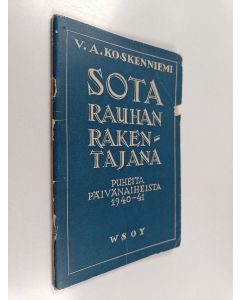 V. A. KOSKENNIEMI
SOTA
RAUHAN
RAKEN-
TAJANA
PUHEITA
PÄIVÄNAIHEISTA
1940-41
WSOY